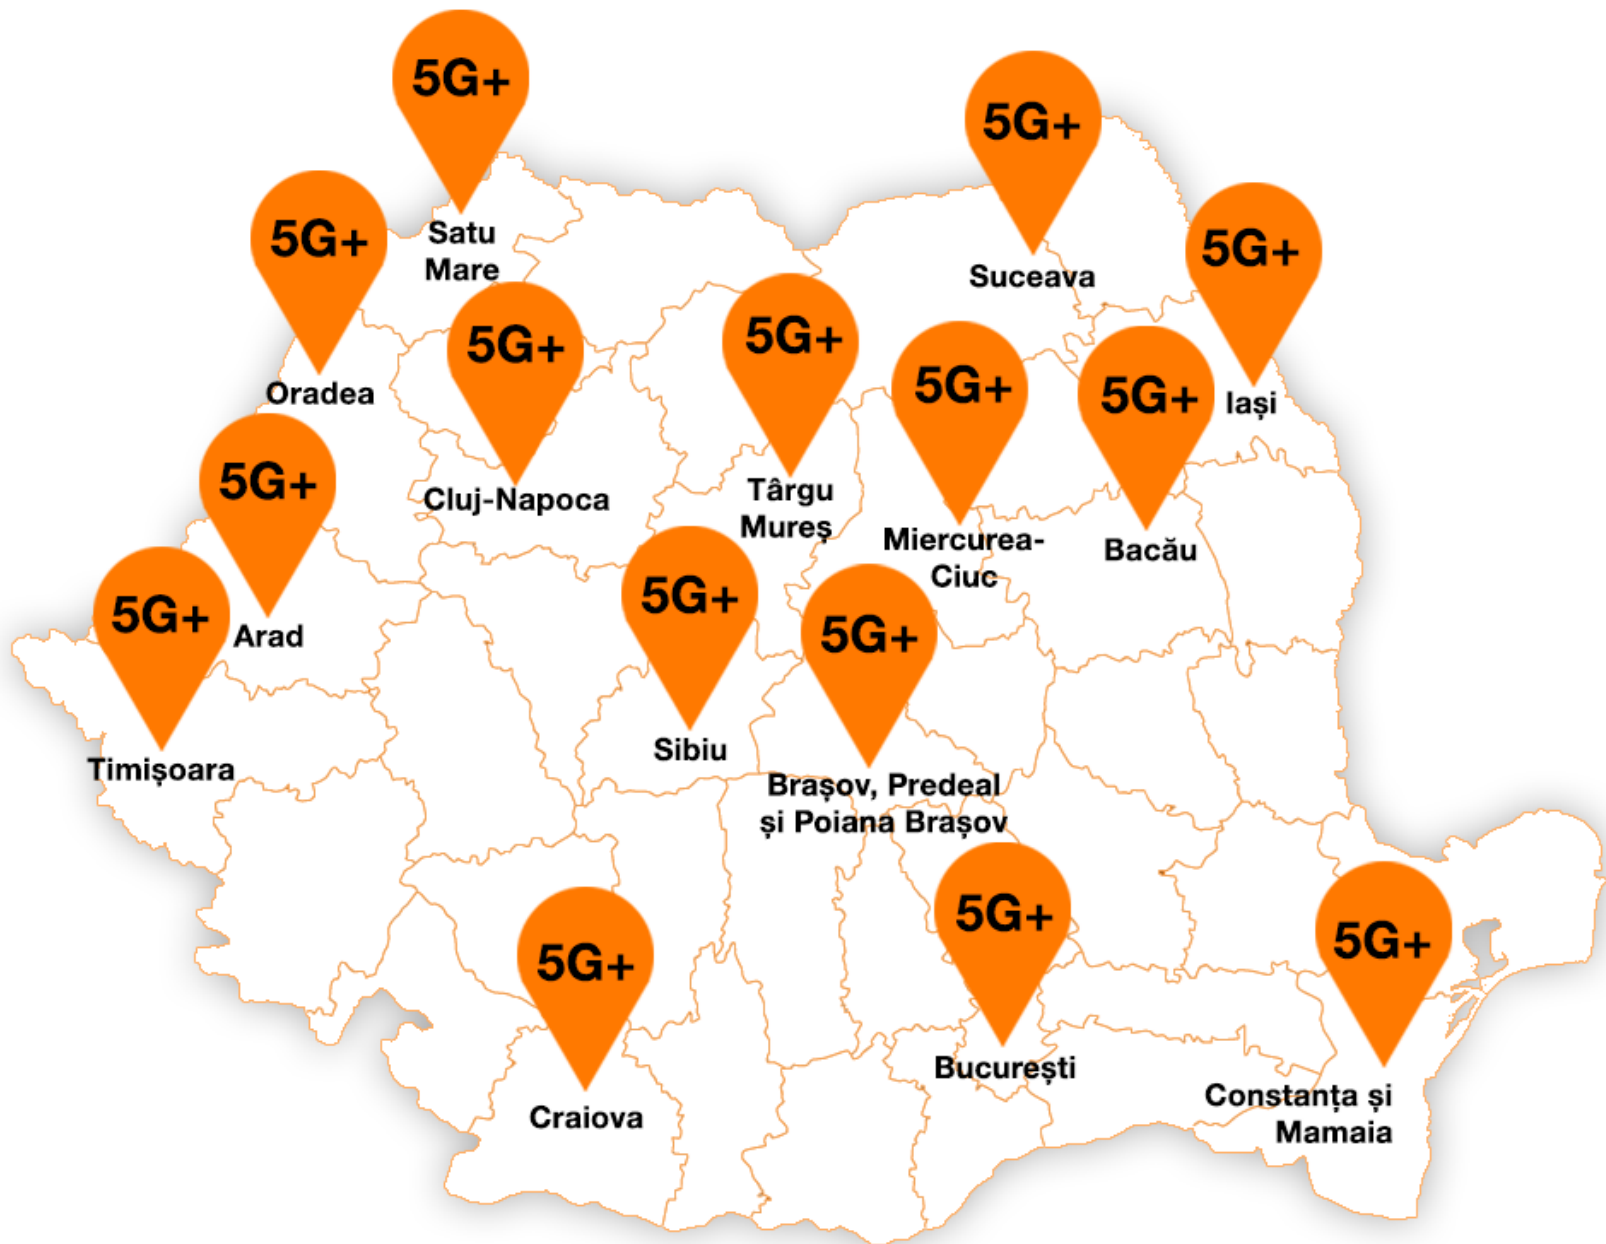 5G+
Satu
Mare
5G+
Suceava
5G+
Oradea
5G+
Iași
5G+
Cluj-Napoca
5G+
Târgu
Mureș
5G+
Miercurea-
Ciuc
5G+
Bacău
5G+
Arad
5G+
Timișoara
5G+
Sibiu
5G+
Brașov, Predeal
și Poiana Brașov
5G+
Craiova
5G+
București
5G+
Constanța și
Mamaia